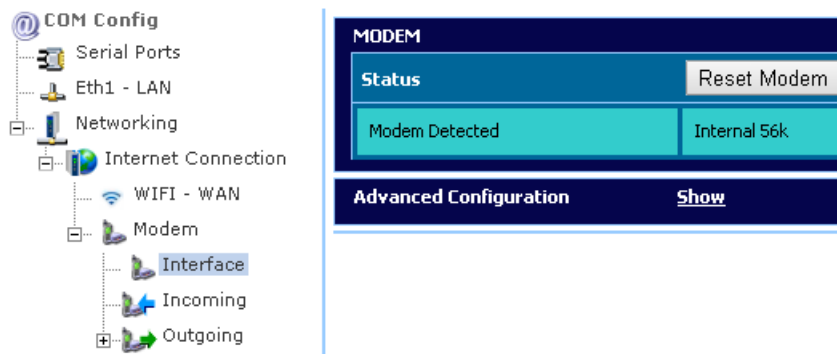 COM Config
Serial Ports
Eth1 - LAN
Networking
Internet Connection
WIFI - WAN
Modem
Interface
Incoming
Outgoing
MODEM
Status Reset Modem
Modem Detected Internal 56k
Advanced Configuration Show